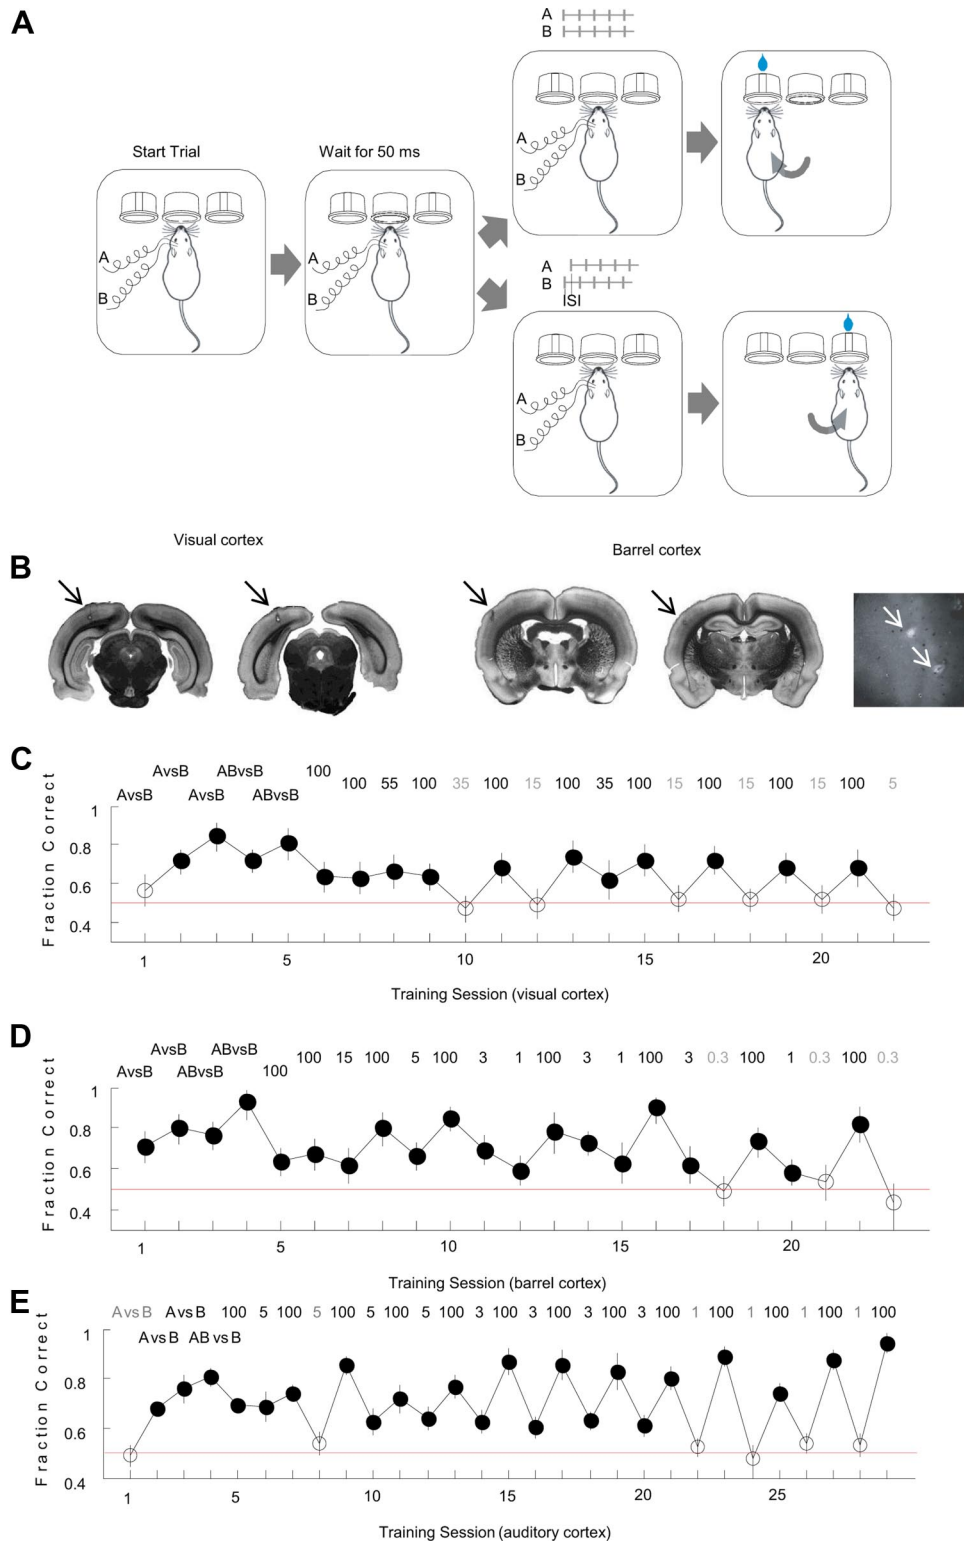 A
A
B
Start Trial
Wait for 50 ms
A
B
A
B
A
B
A
B
ISI
A
B
B
Visual cortex
Barrel cortex
C
AvsB ABvsB 100
AvsB AvsB ABvsB 100 55 100 35 100 15 100 35 100 15 100 15 100 15 100 5
Fraction Correct
1
0.8
0.6
0.4
1 5 10 15 20
Training Session (visual cortex)
D
AvsB ABvsB
AvsB ABvsB 100 100 15 100 5 100 3 1 100 3 1 100 3 0.3 100 1 0.3 100 0.3
Fraction Correct
1
0.8
0.6
0.4
1 5 10 15 20
Training Session (barrel cortex)
E
AvsB AvsB 100 5 100 5 100 5 100 5 100 3 100 3 100 3 100 3 100 1 100 1 100 1 100 1 100
AvsB AB vs B
Fraction Correct
1
0.8
0.6
0.4
1 5 10 15 20 25
Training Session (auditory cortex)